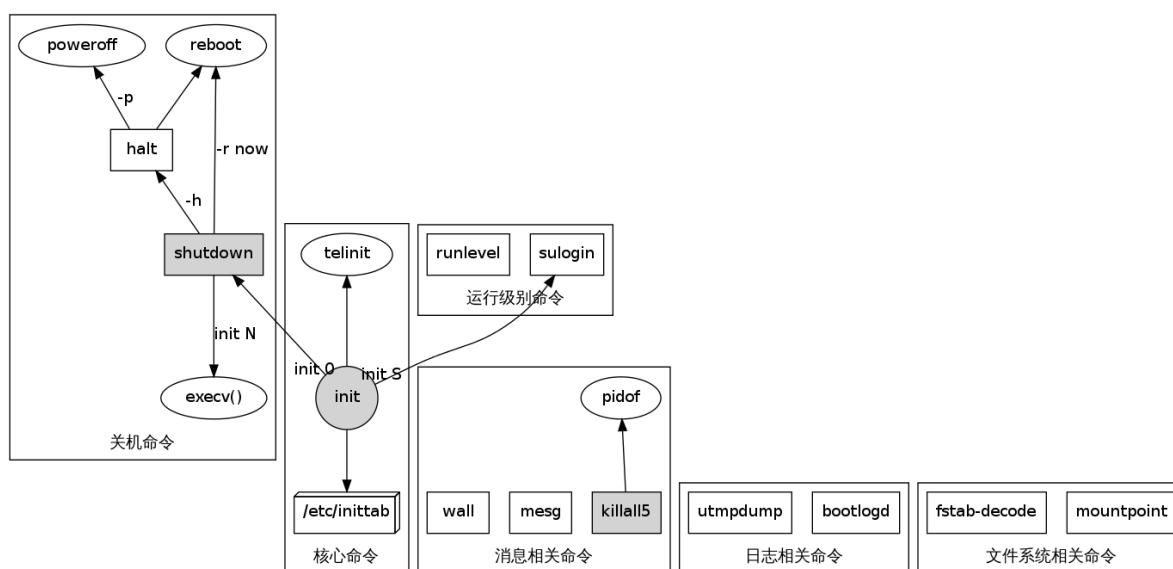 poweroff
reboot
-p
halt
-r now
-h
shutdown
init N
execv()
关机命令
telinit
init 0
init S
init
/etc/inittab
核心命令
runlevel
sulogin
运行级别命令
pidof
wall
mesg
killall5
消息相关命令
utmpdump
bootlogd
日志相关命令
fstab-decode
mountpoint
文件系统相关命令